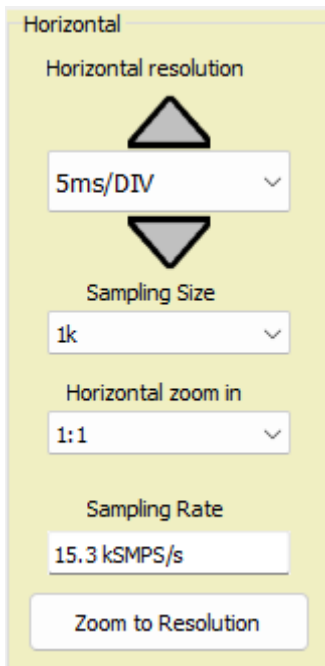 Horizontal
Horizontal resolution
5ms/DIV
Sampling Size
1k
Horizontal zoom in
1:1
Sampling Rate
15.3 kSMPS/s
Zoom to Resolution